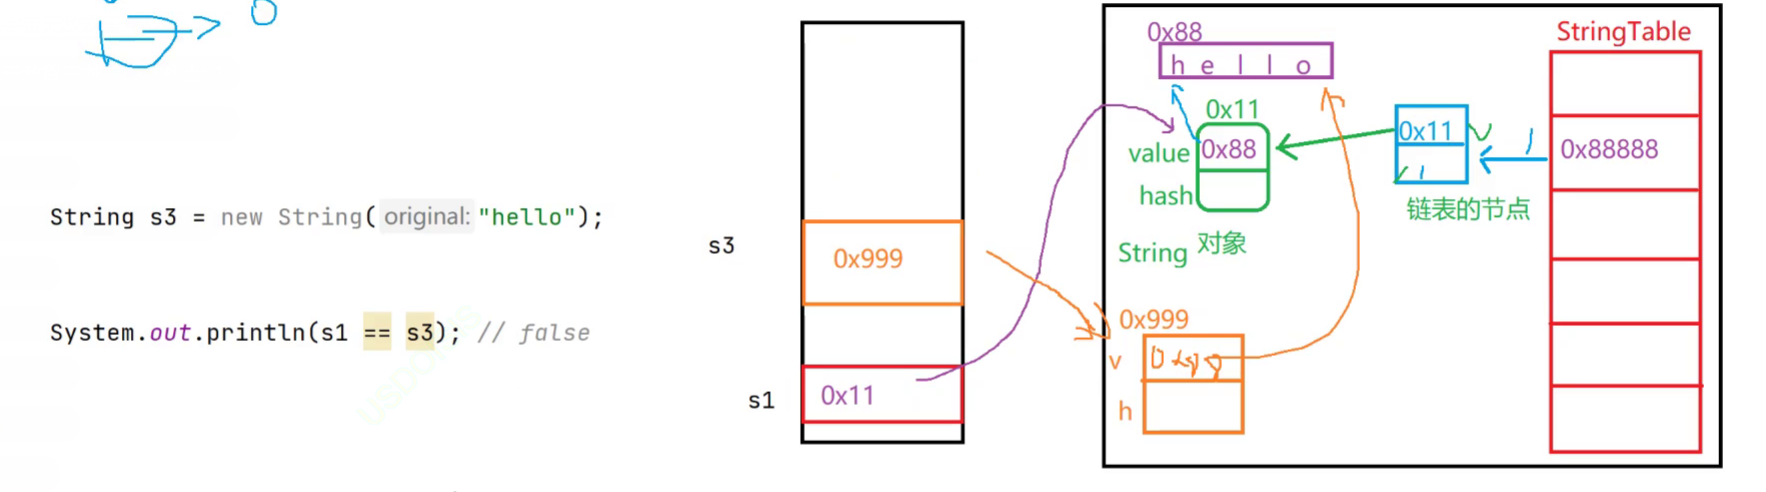 String s3 = new String( original: "hello");
System.out.println(s1 == s3); // false
s3
0x999
s1
0x11
0x88
h e l l o
0x11
value 0x88
hash
String 对象
0x999
v
h
0x11
链表的节点
StringTable
0x88888